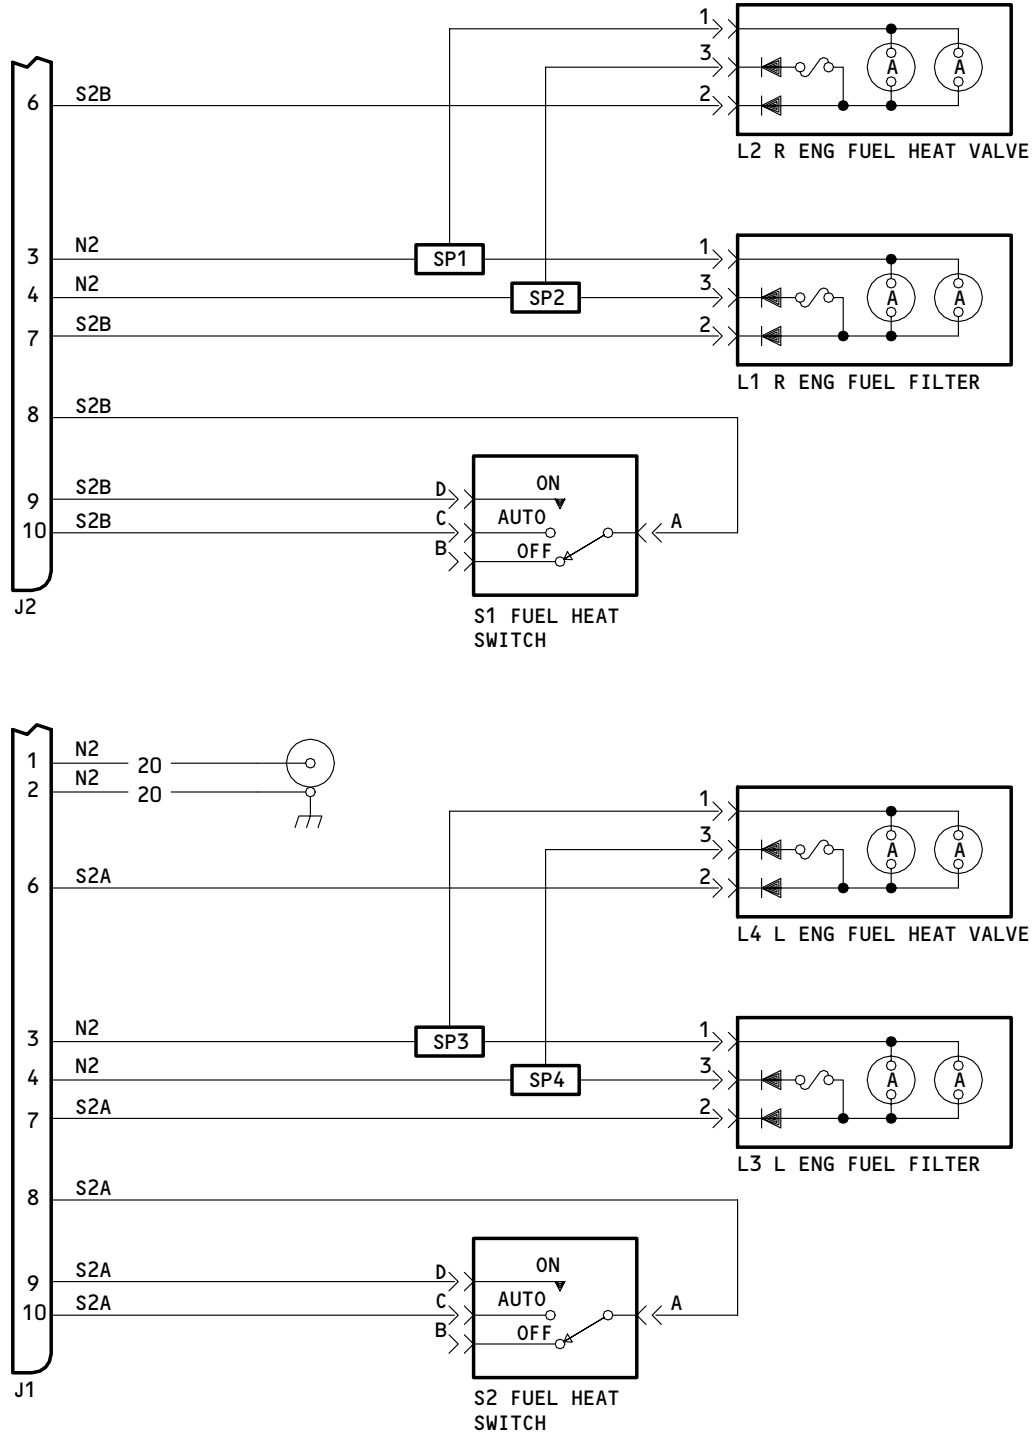 1
3
6 S2B 2
A A
L2 R ENG FUEL HEAT VALVE
3 N2 SP1 1
4 N2 SP2 3
A A
7 S2B 2
L1 R ENG FUEL FILTER
8 S2B
9 S2B D ON
10 S2B C AUTO A
B OFF
J2
S1 FUEL HEAT
SWITCH
1 N2 20
2 N2 20
1
3
A A
6 S2A 2
L4 L ENG FUEL HEAT VALVE
3 N2 SP3 1
4 N2 SP4 3
A A
7 S2A 2
L3 L ENG FUEL FILTER
8 S2A
9 S2A D ON
10 S2A C AUTO A
B OFF
J1
S2 FUEL HEAT
SWITCH